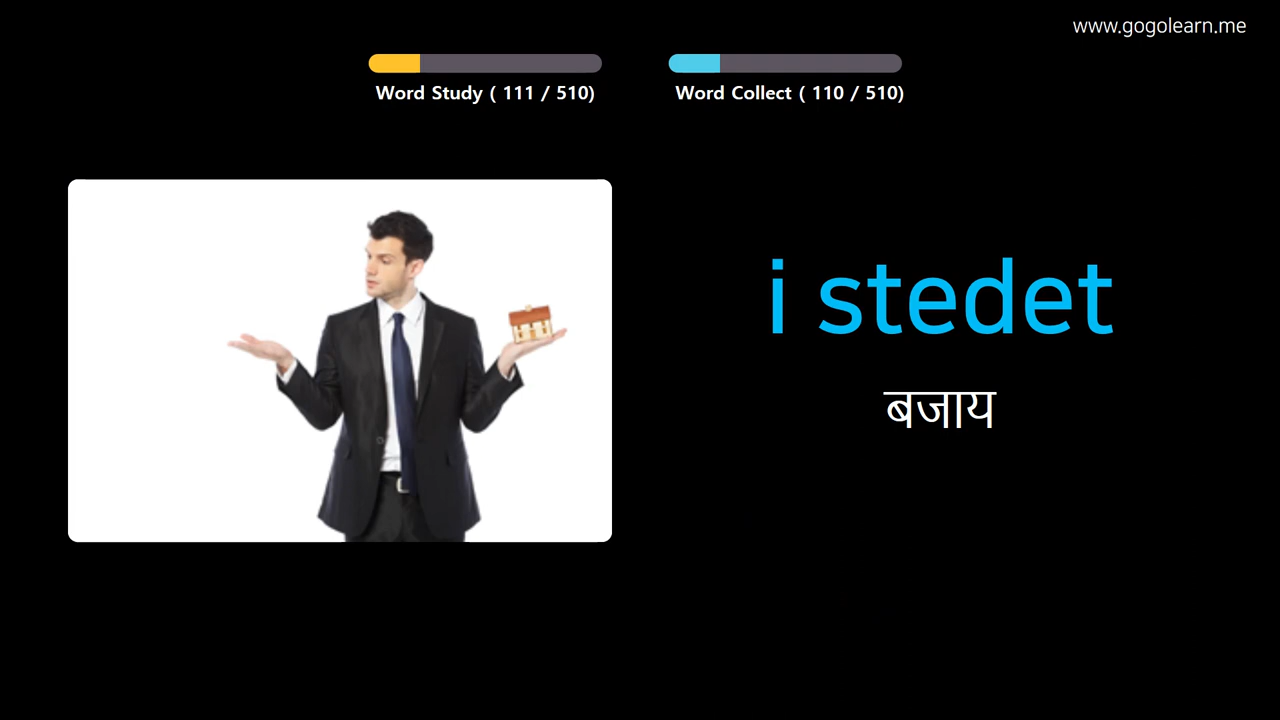 www.gogolearn.me
Word Study ( 111 / 510)
Word Collect ( 110 / 510)
i stedet
बजाय